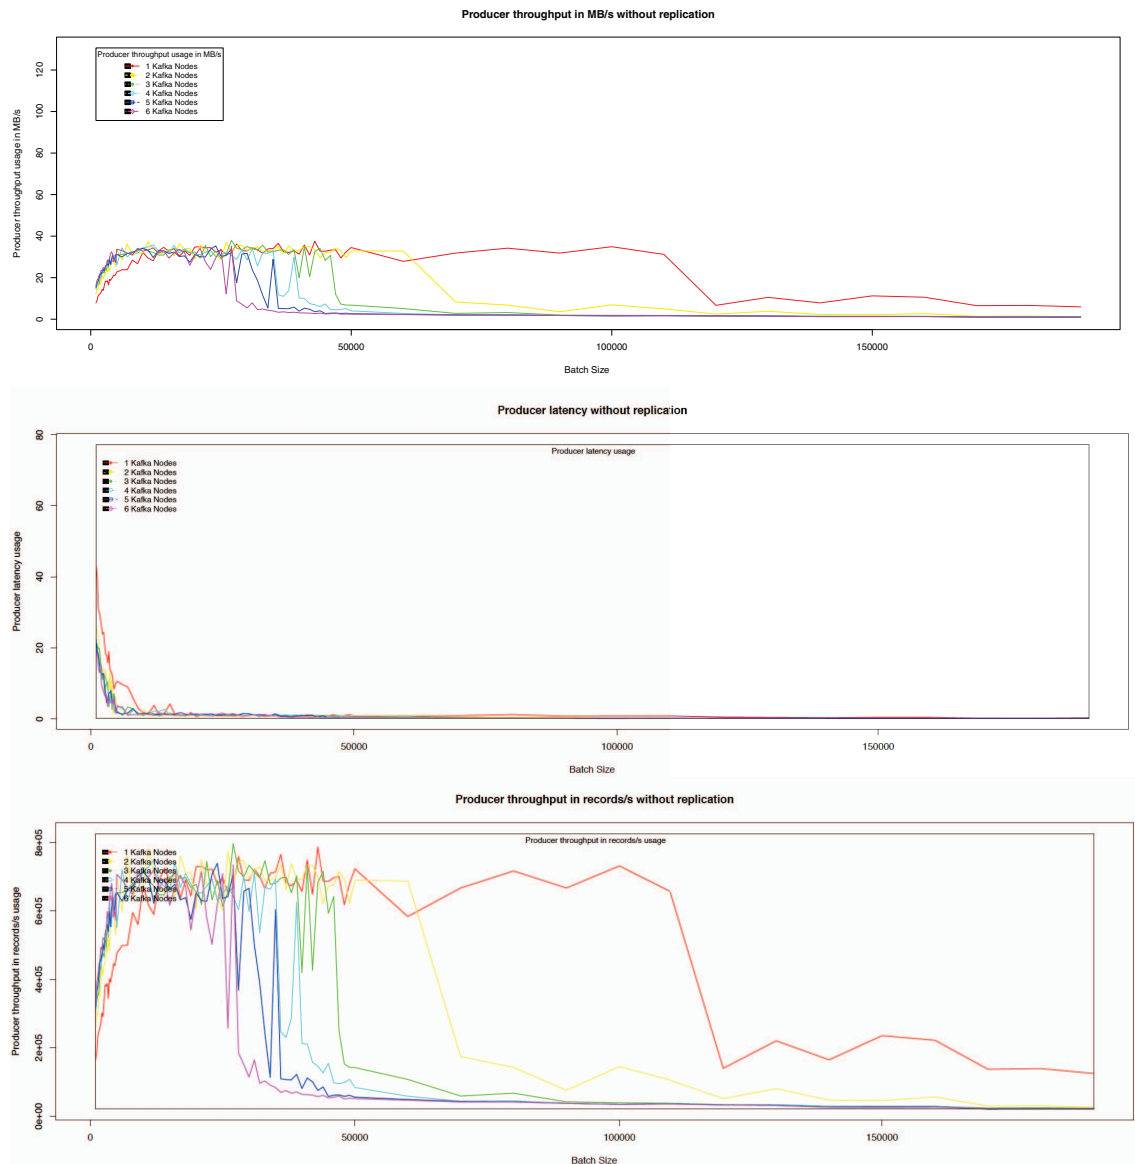 Producer throughput in MB/s without replication
Producer throughput usage in MB/s
120
100
80
60
40
20
0
Producer throughput usage in MB/s
1 Kafka Nodes
2 Kafka Nodes
3 Kafka Nodes
4 Kafka Nodes
5 Kafka Nodes
6 Kafka Nodes
0 50000 100000 150000
Batch Size
Producer latency without replication
Producer latency usage
80
60
40
20
0
Producer latency usage
1 Kafka Nodes
2 Kafka Nodes
3 Kafka Nodes
4 Kafka Nodes
5 Kafka Nodes
6 Kafka Nodes
0 50000 100000 150000
Batch Size
Producer throughput in records/s without replication
Producer throughput in records/s usage
8e+05
6e+05
4e+05
2e+05
0e+00
Producer throughput in records/s usage
1 Kafka Nodes
2 Kafka Nodes
3 Kafka Nodes
4 Kafka Nodes
5 Kafka Nodes
6 Kafka Nodes
0 50000 100000 150000
Batch Size